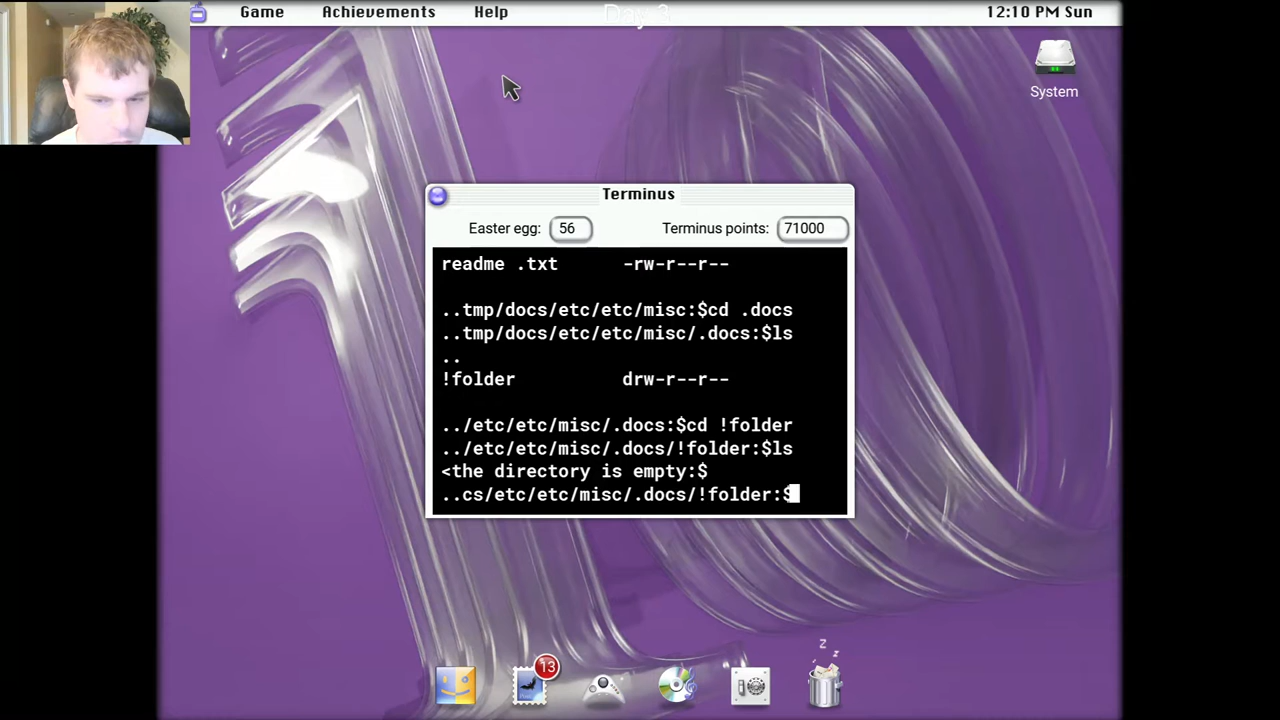 Game Achievements Help Day 3 12:10 PM Sun
System
Terminus
Easter egg: 56 Terminus points: 71000
readme .txt -rw-r--r--
..tmp/docs/etc/etc/misc:$cd .docs
..tmp/docs/etc/etc/misc/.docs:$ls
..
!folder drw-r--r--
../etc/etc/misc/.docs:$cd !folder
../etc/etc/misc/.docs/!folder:$ls
<the directory is empty:$
..cs/etc/etc/misc/.docs/!folder:$
Z
z
13